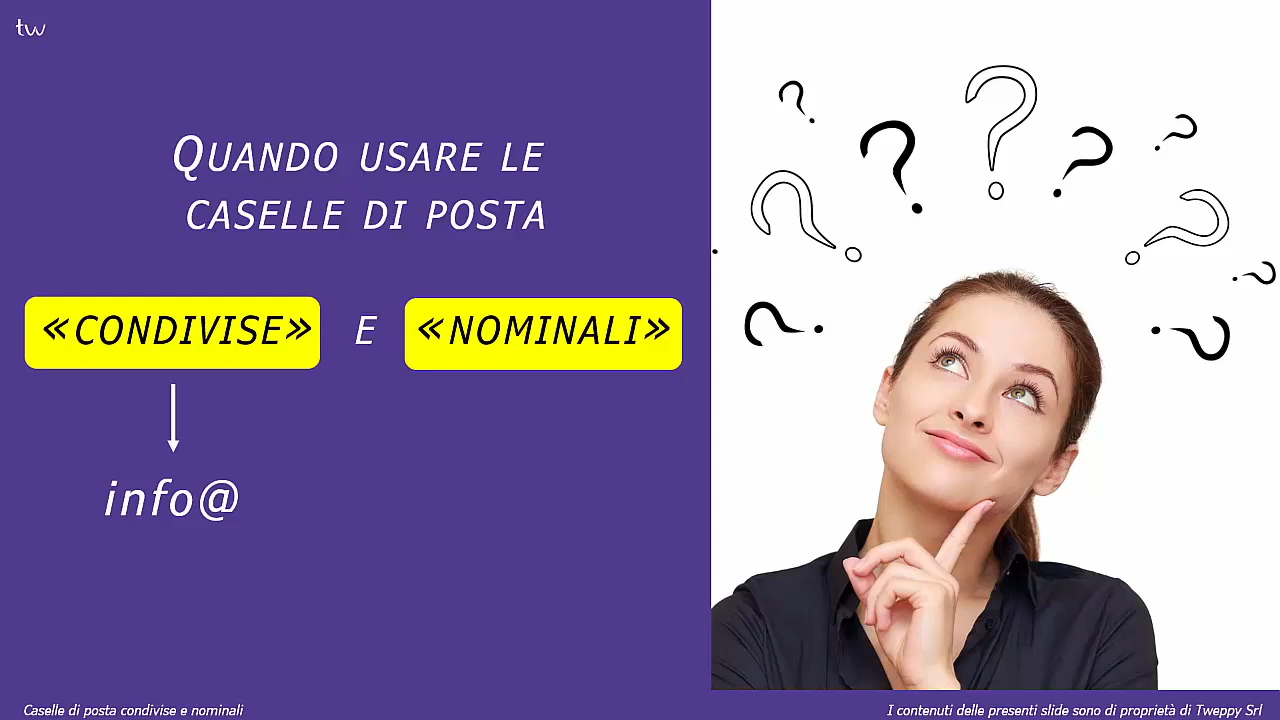 tw
QUANDO USARE LE
CASELLE DI POSTA
«CONDIVISE» E «NOMINALI»
info@
? ? ? ? ? ? ? ? ? ?
Caselle di posta condivise e nominali
I contenuti delle presenti slide sono di proprietà di Tweppy Srl